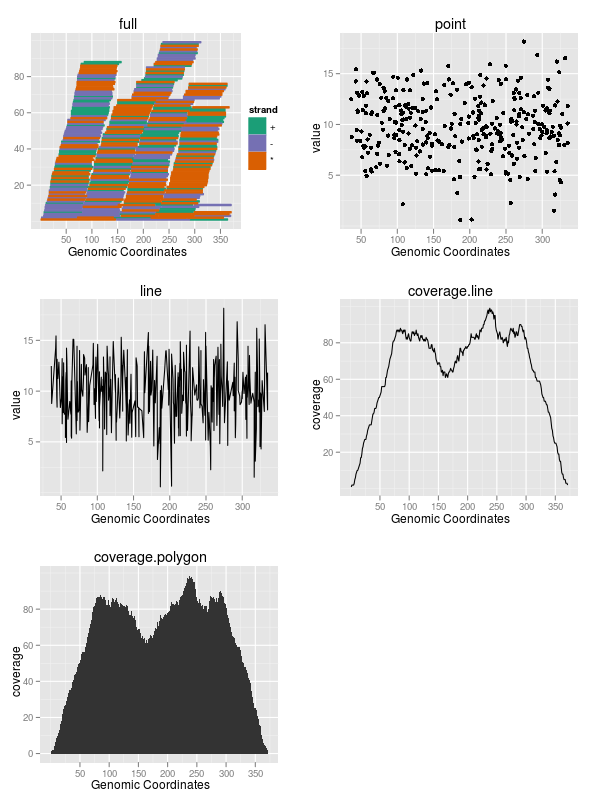 full
80
60
40
20
50 100 150 200 250 300 350
Genomic Coordinates
strand
+
-
*
point
value
15
10
5
50 100 150 200 250 300
Genomic Coordinates
line
value
15
10
5
50 100 150 200 250 300
Genomic Coordinates
coverage.line
coverage
80
60
40
20
50 100 150 200 250 300 350
Genomic Coordinates
coverage.polygon
coverage
80
60
40
20
0
50 100 150 200 250 300 350
Genomic Coordinates